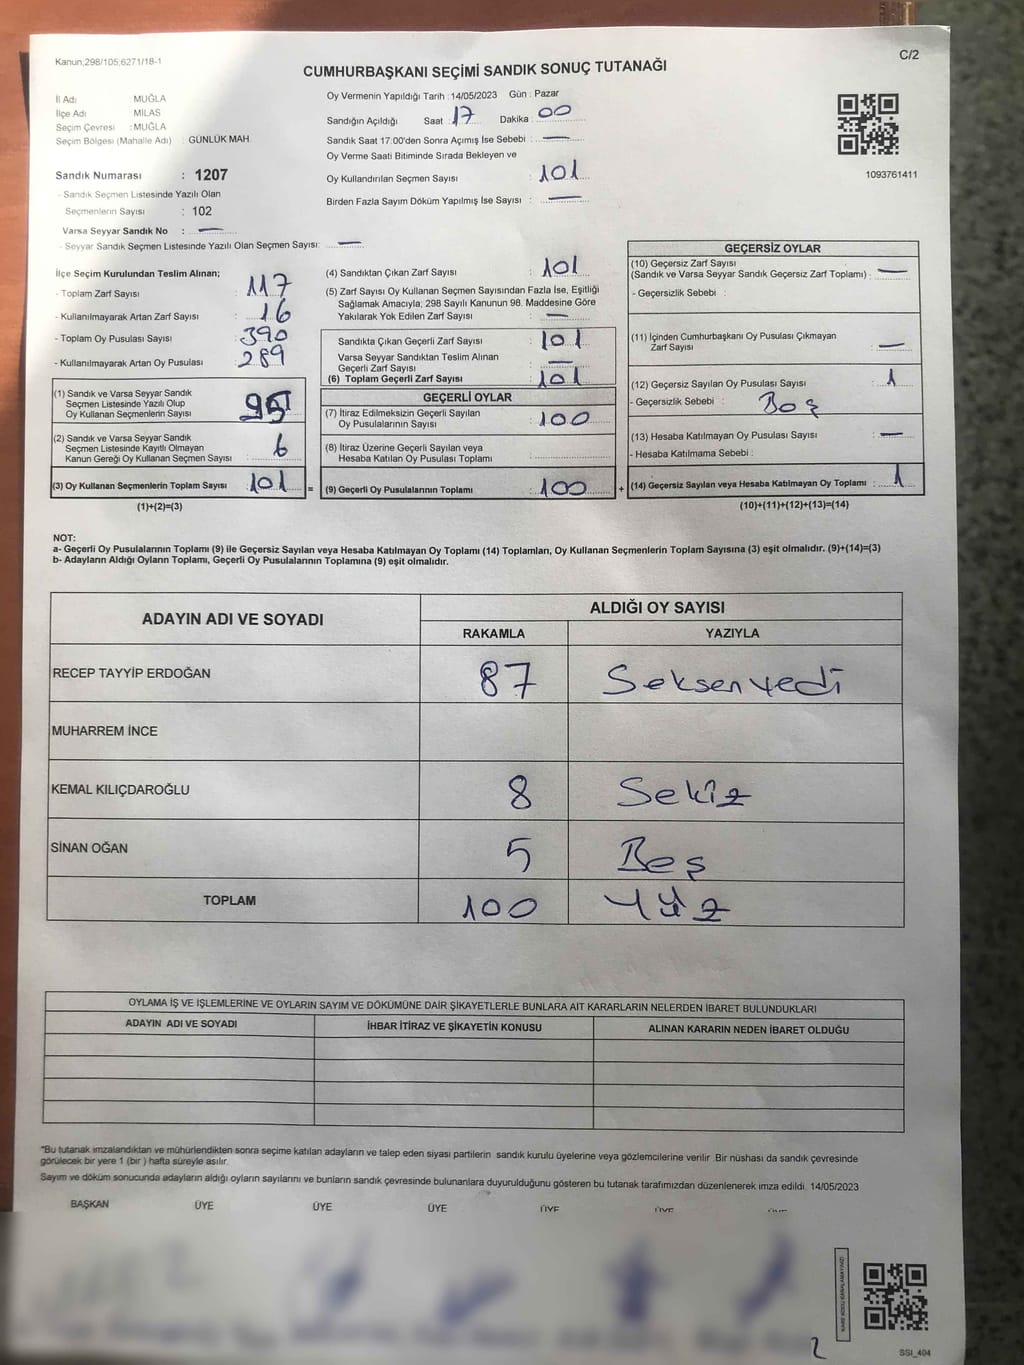 Kanun;298/105;6271/18-1
C/2
CUMHURBAŞKANI SEÇİMİ SANDIK SONUÇ TUTANAĞI
İl Adı MUĞLA
İlçe Adı MİLAS
Seçim Çevresi : MUĞLA
Seçim Bölgesi (Mahalle Adı) : GÜNLÜK MAH
Sandık Numarası : 1207
- Sandık Seçmen Listesinde Yazılı Olan
Seçmenlerin Sayısı : 102
Varsa Seyyar Sandık No : —
- Seyyar Sandık Seçmen Listesinde Yazılı Olan Seçmen Sayısı: —
Oy Vermenin Yapıldığı Tarih : 14/05/2023 Gün : Pazar
Sandığın Açıldığı Saat : 17 Dakika : 00
Sandık Saat 17.00'den Sonra Açımış İse Sebebi : —
Oy Verme Saati Bitiminde Sırada Bekleyen ve
Oy Kullandırılan Seçmen Sayısı : 101
Birden Fazla Sayım Döküm Yapılmış İse Sayısı : —
1093761411
İlçe Seçim Kurulundan Teslim Alınan;
- Toplam Zarf Sayısı : 117
- Kullanılmayarak Artan Zarf Sayısı : 16
- Toplam Oy Pusulası Sayısı : 390
- Kullanılmayarak Artan Oy Pusulası : 289
(1) Sandık ve Varsa Seyyar Sandık
Seçmen Listesinde Yazılı Olup
Oy Kullanan Seçmenlerin Sayısı : 95
(2) Sandık ve Varsa Seyyar Sandık
Seçmen Listesinde Kayıtlı Olmayan
Kanun Gereği Oy Kullanan Seçmen Sayısı : 6
(3) Oy Kullanan Seçmenlerin Toplam Sayısı : 101
(1)+(2)=(3)
(4) Sandıktan Çıkan Zarf Sayısı : 101
(5) Zarf Sayısı Oy Kullanan Seçmen Sayısından Fazla İse, Eşitliği
Sağlamak Amacıyla; 298 Sayılı Kanunun 98. Maddesine Göre
Yakılarak Yok Edilen Zarf Sayısı : —
Sandıkta Çıkan Geçerli Zarf Sayısı : 101
Varsa Seyyar Sandıktan Teslim Alınan
Geçerli Zarf Sayısı : —
(6) Toplam Geçerli Zarf Sayısı : 101
GEÇERLİ OYLAR
(7) İtiraz Edilmeksizin Geçerli Sayılan
Oy Pusulalarının Sayısı : 100
(8) İtiraz Üzerine Geçerli Sayılan veya
Hesaba Katılan Oy Pusulası Toplamı :
= (9) Geçerli Oy Pusulalarının Toplamı : 100
GEÇERSİZ OYLAR
(10) Geçersiz Zarf Sayısı
(Sandık ve Varsa Seyyar Sandık Geçersiz Zarf Toplamı) : —
- Geçersizlik Sebebi :
(11) İçinden Cumhurbaşkanı Oy Pusulası Çıkmayan
Zarf Sayısı : —
(12) Geçersiz Sayılan Oy Pusulası Sayısı : 1
- Geçersizlik Sebebi : Boş
(13) Hesaba Katılmayan Oy Pusulası Sayısı : —
- Hesaba Katılmama Sebebi :
+ (14) Geçersiz Sayılan veya Hesaba Katılmayan Oy Toplamı : 1
(10)+(11)+(12)+(13)=(14)
NOT:
a- Geçerli Oy Pusulalarının Toplamı (9) ile Geçersiz Sayılan veya Hesaba Katılmayan Oy Toplamı (14) Toplamları, Oy Kullanan Seçmenlerin Toplam Sayısına (3) eşit olmalıdır. (9)+(14)=(3)
b- Adayların Aldığı Oyların Toplamı, Geçerli Oy Pusulalarının Toplamına (9) eşit olmalıdır.
ADAYIN ADI VE SOYADI ALDIĞI OY SAYISI
RAKAMLA YAZIYLA
RECEP TAYYİP ERDOĞAN 87 Seksenyedi
MUHARREM İNCE
KEMAL KILIÇDAROĞLU 8 Sekiz
SİNAN OĞAN 5 Beş
TOPLAM 100 Yüz
OYLAMA İŞ VE İŞLEMLERİNE VE OYLARIN SAYIM VE DÖKÜMÜNE DAİR ŞİKAYETLERLE BUNLARA AİT KARARLARIN NELERDEN İBARET BULUNDUKLARI
ADAYIN ADI VE SOYADI İHBAR İTİRAZ VE ŞİKAYETİN KONUSU ALINAN KARARIN NEDEN İBARET OLDUĞU
*Bu tutanak imzalandıktan ve mühürlendikten sonra seçime katılan adayların ve talep eden siyasi partilerin sandık kurulu üyelerine veya gözlemcilerine verilir. Bir nüshası da sandık çevresinde
görülecek bir yere 1 (bir ) hafta süreyle asılır.
Sayım ve döküm sonucunda adayların aldığı oyların sayılarını ve bunların sandık çevresinde bulunanlara duyurulduğunu gösteren bu tutanak tarafımızdan düzenlenerek imza edildi. 14/05/2023
BAŞKAN ÜYE ÜYE ÜYE ÜYE ÜYE ÜYE
2
SSI_404